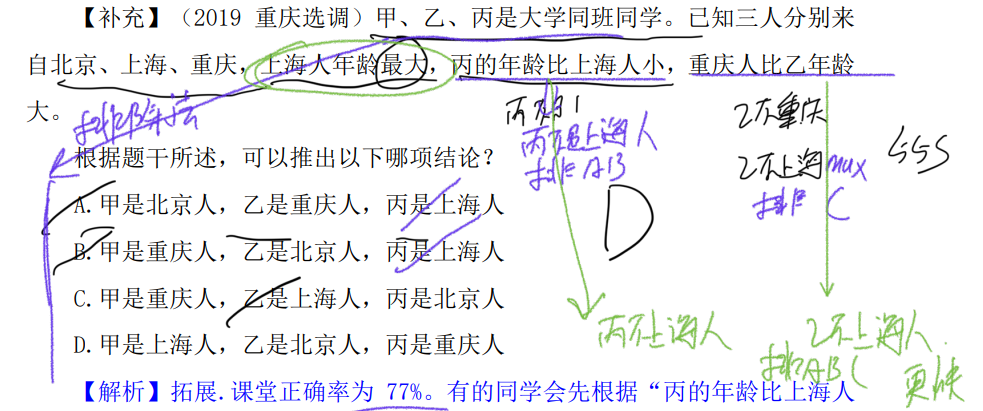 【补充】（2019 重庆选调）甲、乙、丙是大学同班同学。已知三人分别来
自北京、上海、重庆，上海人年龄最大，丙的年龄比上海人小，重庆人比乙年龄
大。
排除法
丙不是
丙不是上海人
排除AB
乙不重庆
乙不上海 max
排除 C
SSS
根据题干所述，可以推出以下哪项结论？
A.甲是北京人，乙是重庆人，丙是上海人
B.甲是重庆人，乙是北京人，丙是上海人
D
C.甲是重庆人，乙是上海人，丙是北京人
丙不上海人
乙不上海人
D.甲是上海人，乙是北京人，丙是重庆人
排除AB C
更快
【解析】拓展.课堂正确率为 77%。有的同学会先根据“丙的年龄比上海人